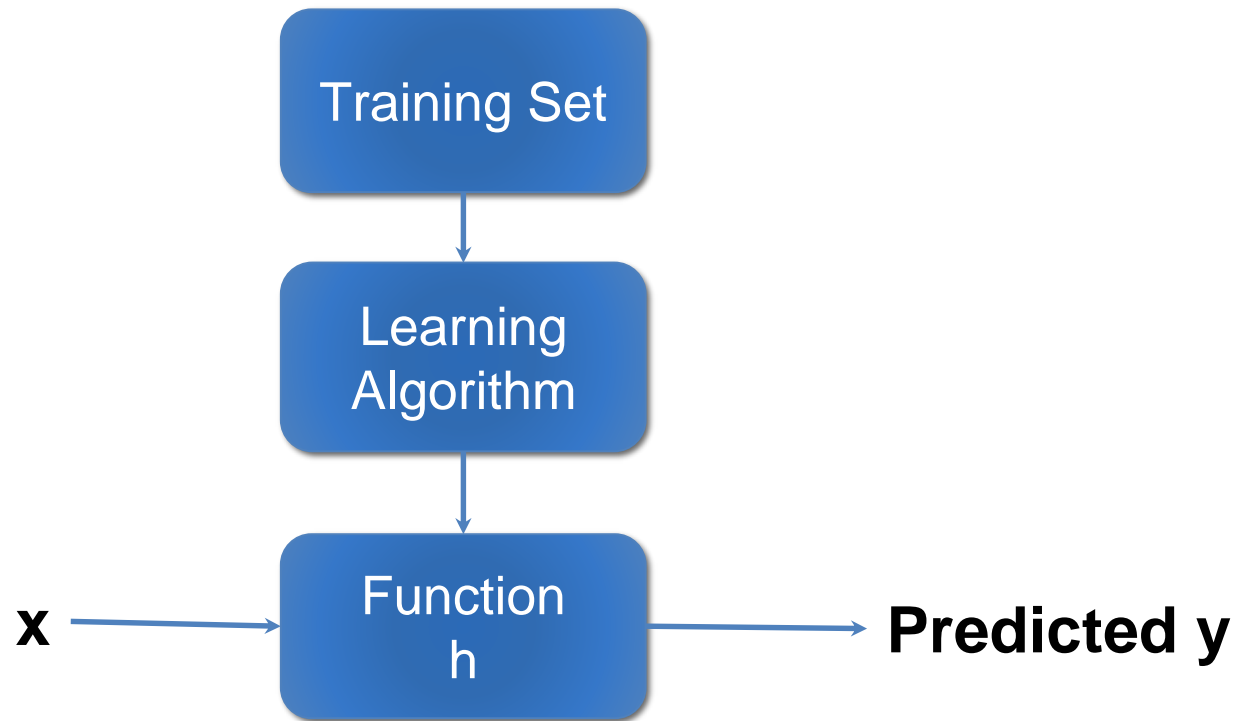 Training Set
Learning
Algorithm
Function
h
x
Predicted y